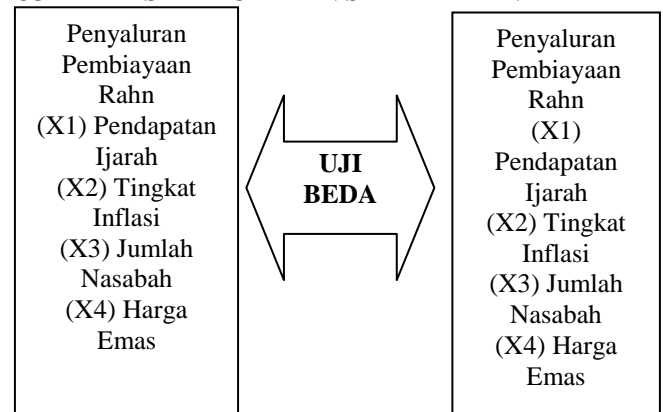 Penyaluran
Pembiayaan
Rahn
(X1) Pendapatan
Ijarah
(X2) Tingkat
Inflasi
(X3) Jumlah
Nasabah
(X4) Harga
Emas
UJI
BEDA
Penyaluran
Pembiayaan
Rahn
(X1)
Pendapatan
Ijarah
(X2) Tingkat
Inflasi
(X3) Jumlah
Nasabah
(X4) Harga
Emas